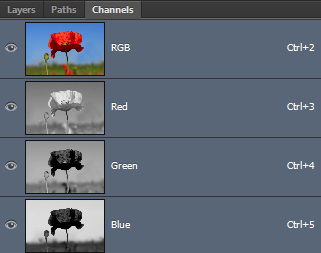 Layers Paths Channels
RGB Ctrl+2
Red Ctrl+3
Green Ctrl+4
Blue Ctrl+5